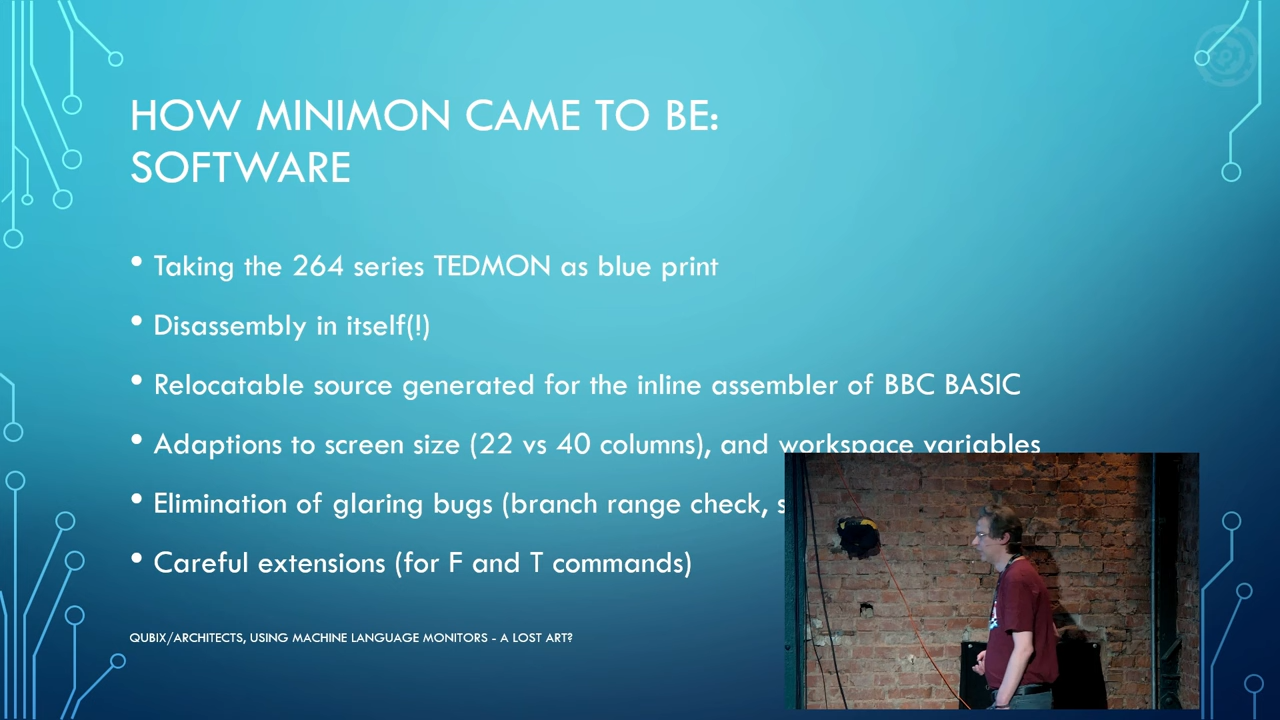 HOW MINIMON CAME TO BE:
SOFTWARE
• Taking the 264 series TEDMON as blue print
• Disassembly in itself(!)
• Relocatable source generated for the inline assembler of BBC BASIC
• Adaptions to screen size (22 vs 40 columns), and workspace variables
• Elimination of glaring bugs (branch range check,
• Careful extensions (for F and T commands)
QUBIX/ARCHITECTS, USING MACHINE LANGUAGE MONITORS - A LOST ART?